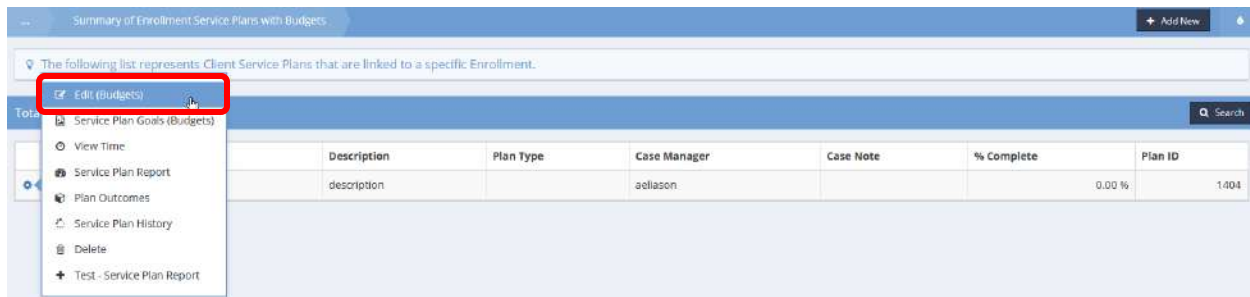 ... Summary of Enrollment Service Plans with Budgets + Add New
The following list represents Client Service Plans that are linked to a specific Enrollment.
Edit (Budgets)
Tota Search
Service Plan Goals (Budgets)
View Time
Description Plan Type Case Manager Case Note % Complete Plan ID
Service Plan Report
description aeliason 0.00 % 1404
Plan Outcomes
Service Plan History
Delete
Test - Service Plan Report